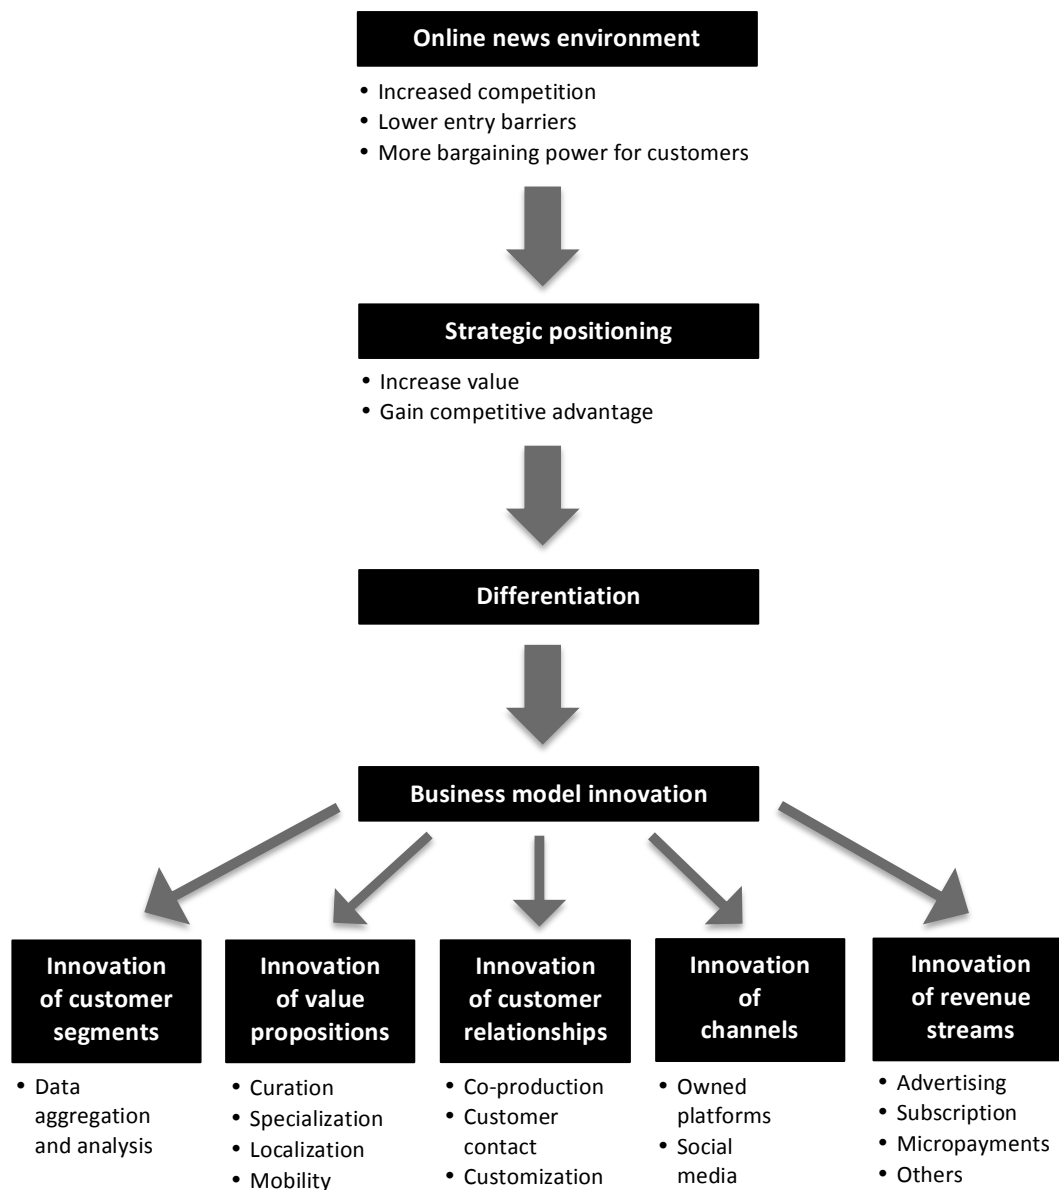 Online news environment
• Increased competition
• Lower entry barriers
• More bargaining power for customers
Strategic positioning
• Increase value
• Gain competitive advantage
Differentiation
Business model innovation
Innovation
of customer
segments
• Data
aggregation
and analysis
Innovation
of value
propositions
• Curation
• Specialization
• Localization
• Mobility
Innovation
of customer
relationships
• Co-production
• Customer
contact
• Customization
Innovation
of
channels
• Owned
platforms
• Social
media
Innovation
of revenue
streams
• Advertising
• Subscription
• Micropayments
• Others